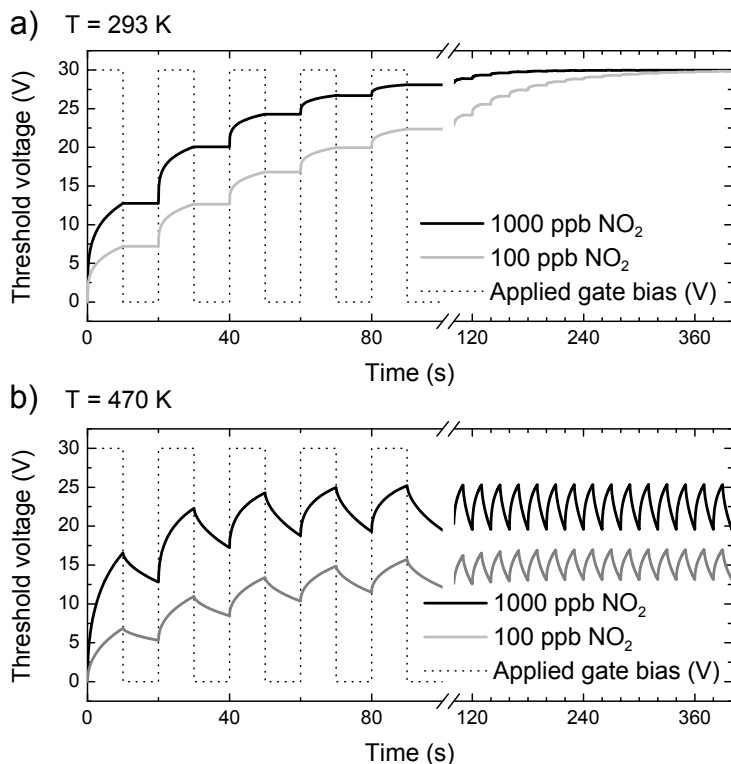 a) T = 293 K
30
25
20
15
10
5
0
Threshold voltage (V)
1000 ppb NO₂
100 ppb NO₂
Applied gate bias (V)
0 40 80 120 240 360
Time (s)
b) T = 470 K
30
25
20
15
10
5
0
Threshold voltage (V)
1000 ppb NO₂
100 ppb NO₂
Applied gate bias (V)
0 40 80 120 240 360
Time (s)